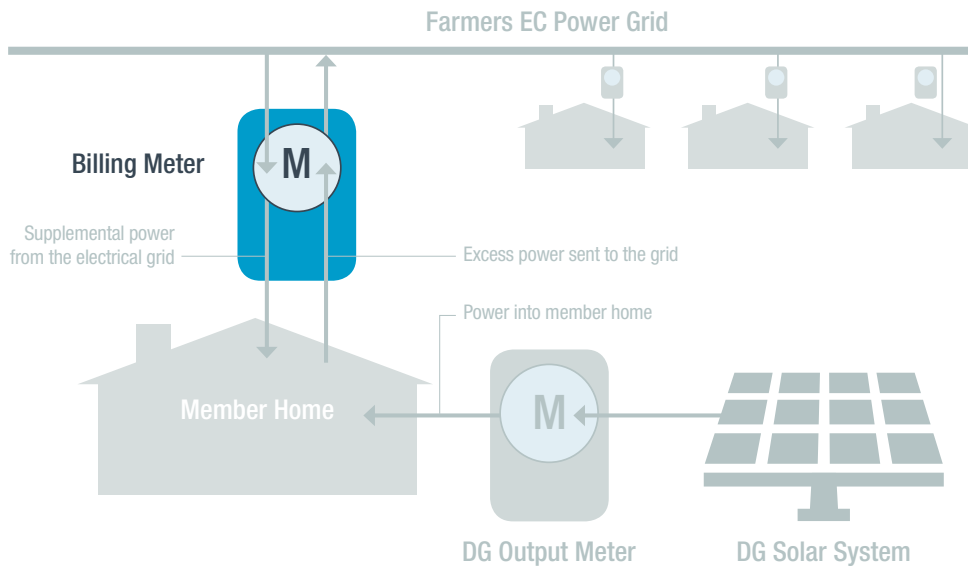 Farmers EC Power Grid
Billing Meter
M
Supplemental power
from the electrical grid
Excess power sent to the grid
Power into member home
Member Home
M
DG Output Meter
DG Solar System